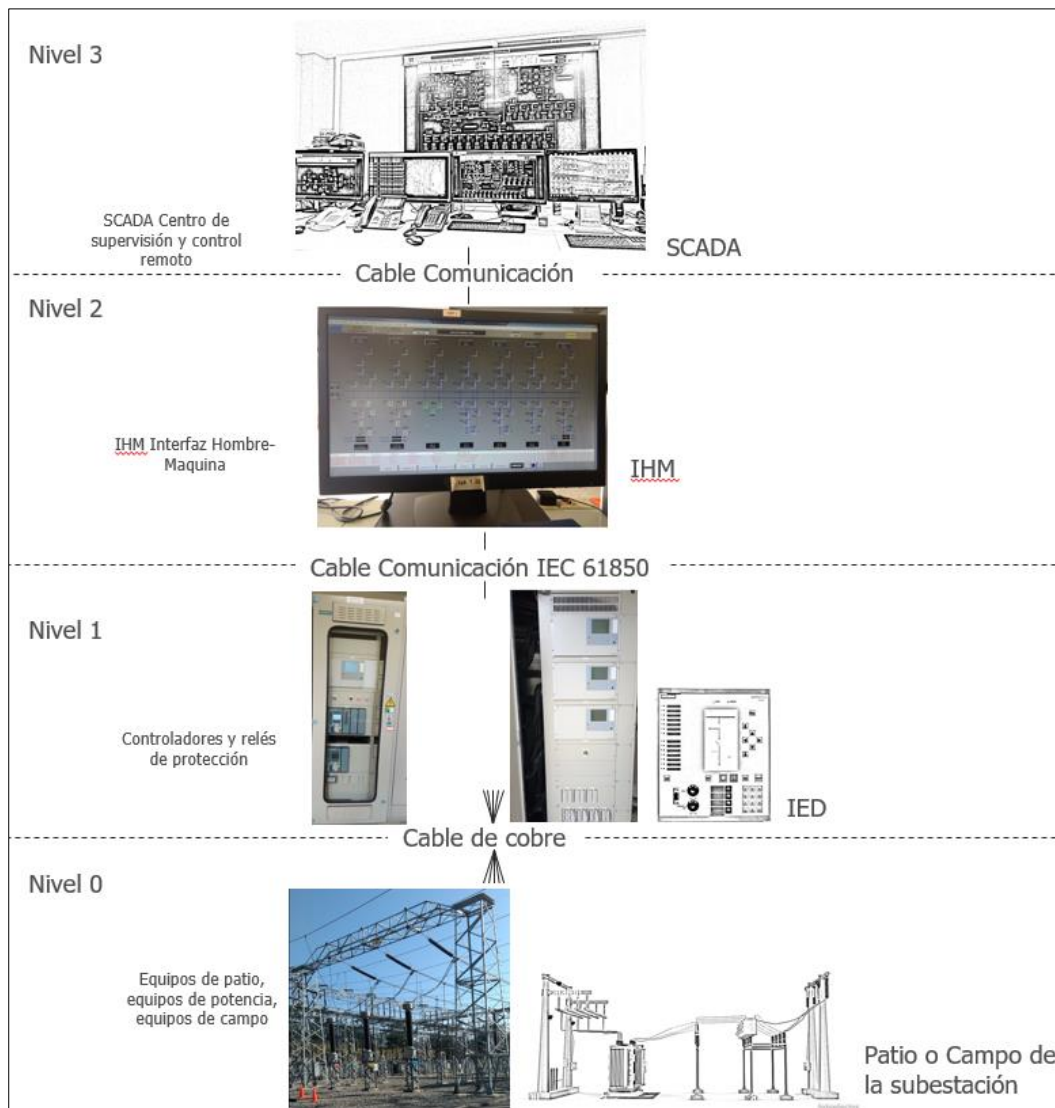 Nivel 3
SCADA Centro de
supervisión y control
remoto
SCADA
Cable Comunicación
Nivel 2
IHM Interfaz Hombre-
Maquina
IHM
Cable Comunicación IEC 61850
Nivel 1
Controladores y relés
de protección
IED
Cable de cobre
Nivel 0
Equipos de patio,
equipos de potencia,
equipos de campo
Patio o Campo de
la subestación